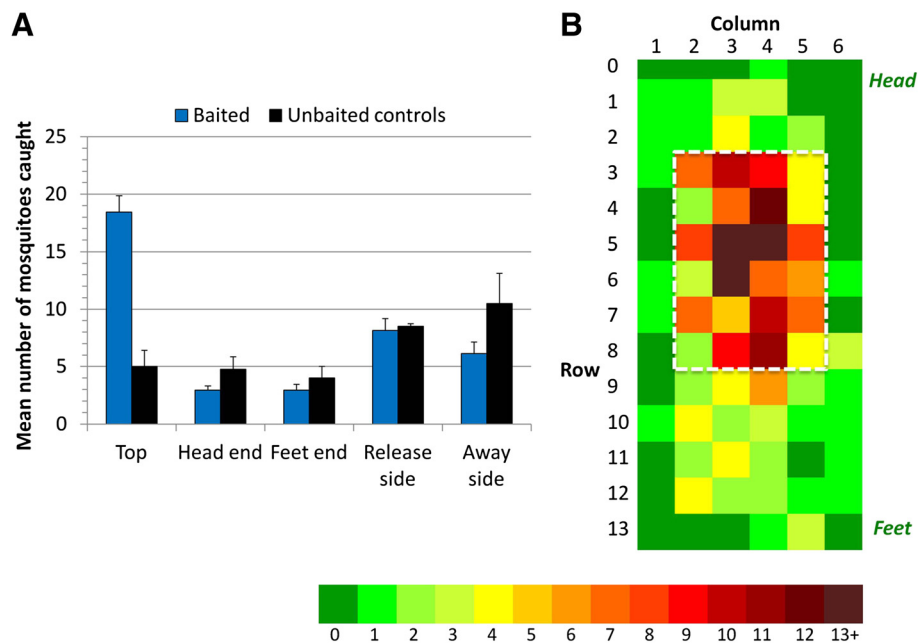 A
Baited Unbaited controls
Mean number of mosquitoes caught
25
20
15
10
5
0
Top Head end Feet end Release side Away side
B
Column
1 2 3 4 5 6
0
Head
1
2
3
4
5
6
7
8
Row
9
10
11
12
13
Feet
0 1 2 3 4 5 6 7 8 9 10 11 12 13+